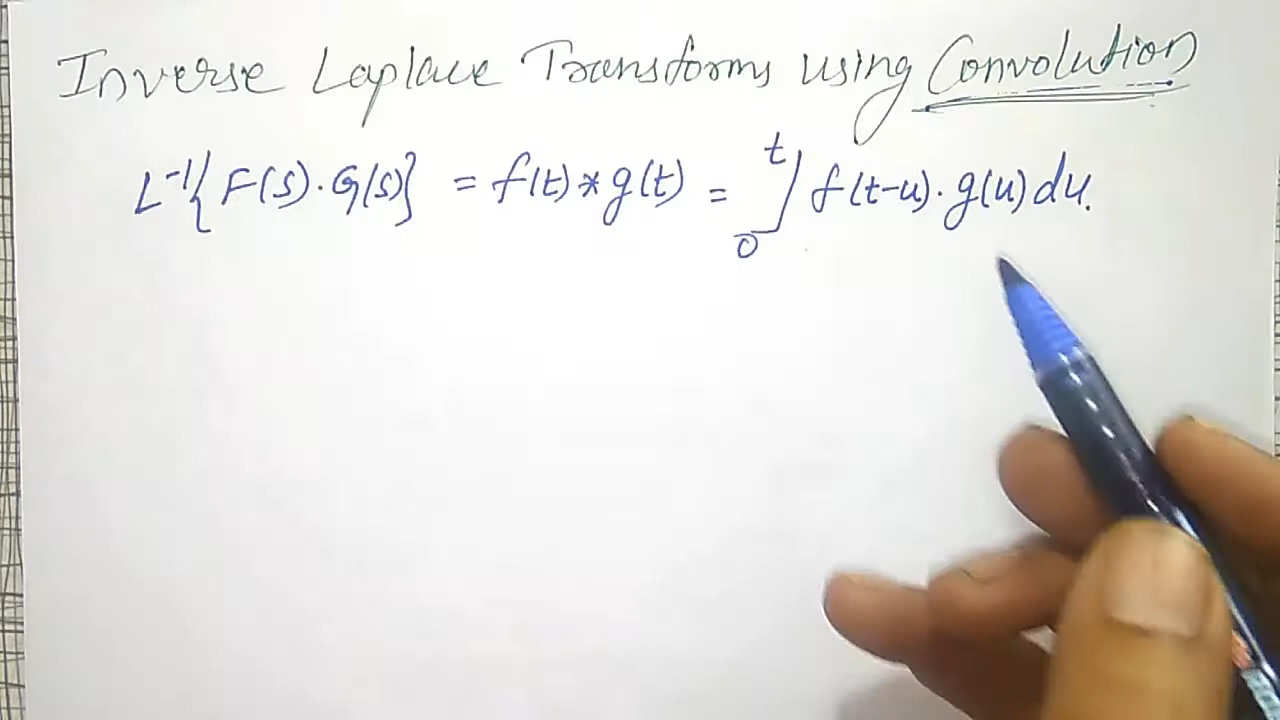 Inverse Laplace Transforms using Convolution
L⁻¹{F(s)·G(s)} = f(t)*g(t) = ∫₀ᵗ f(t-u)·g(u)du.